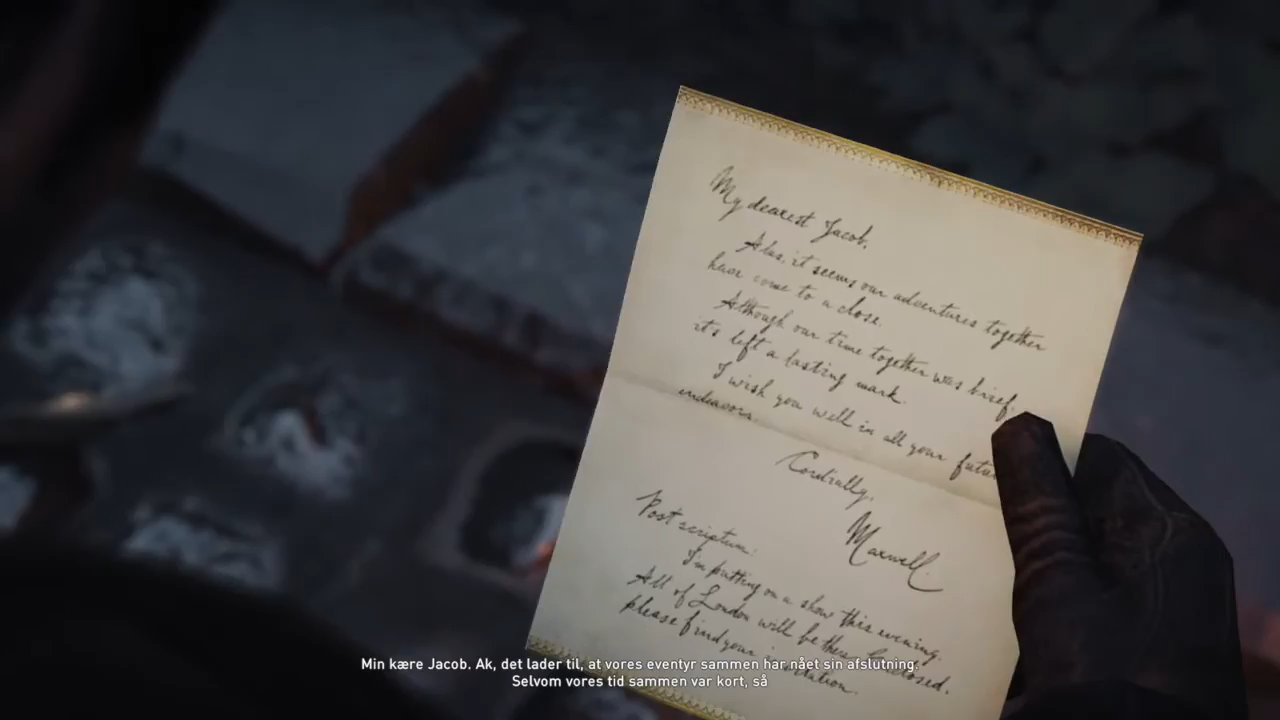 My dearest Jacob,
Alas, it seems our adventures together
have come to a close.
Although our time together was brief,
it's left a lasting mark.
I wish you well in all your
endeavors.
Cordially,
Maxwell.
Post scriptum:
I'm putting on a show this evening.
All of London will be there. Enclosed,
please find your invitation.
Min kære Jacob. Ak, det lader til, at vores eventyr sammen har nået sin afslutning.
Selvom vores tid sammen var kort, så